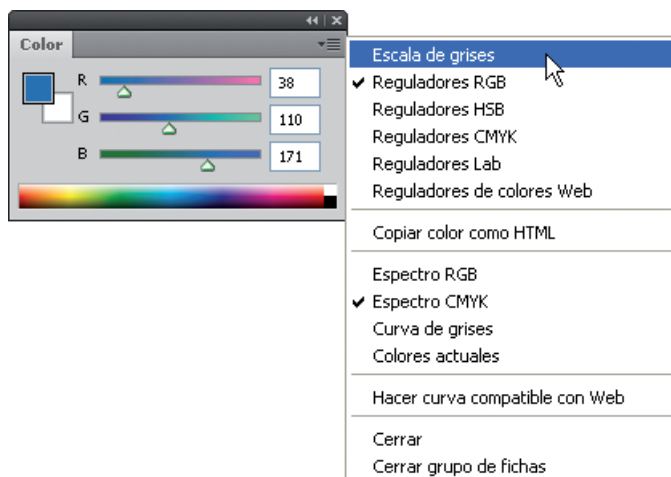 Color
R 38
G 110
B 171
Escala de grises
Reguladores RGB
Reguladores HSB
Reguladores CMYK
Reguladores Lab
Reguladores de colores Web
Copiar color como HTML
Espectro RGB
Espectro CMYK
Curva de grises
Colores actuales
Hacer curva compatible con Web
Cerrar
Cerrar grupo de fichas